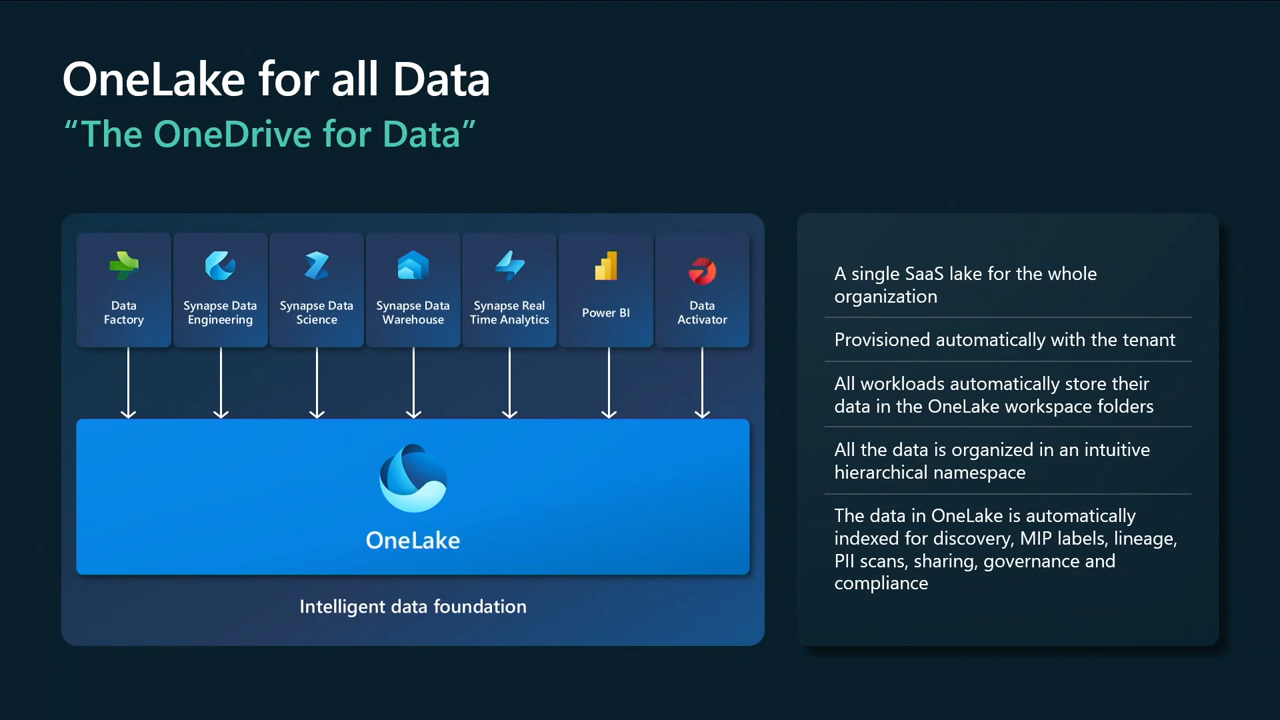 OneLake for all Data
“The OneDrive for Data”
Data
Factory
Synapse Data
Engineering
Synapse Data
Science
Synapse Data
Warehouse
Synapse Real
Time Analytics
Power BI
Data
Activator
OneLake
Intelligent data foundation
A single SaaS lake for the whole
organization
Provisioned automatically with the tenant
All workloads automatically store their
data in the OneLake workspace folders
All the data is organized in an intuitive
hierarchical namespace
The data in OneLake is automatically
indexed for discovery, MIP labels, lineage,
PII scans, sharing, governance and
compliance